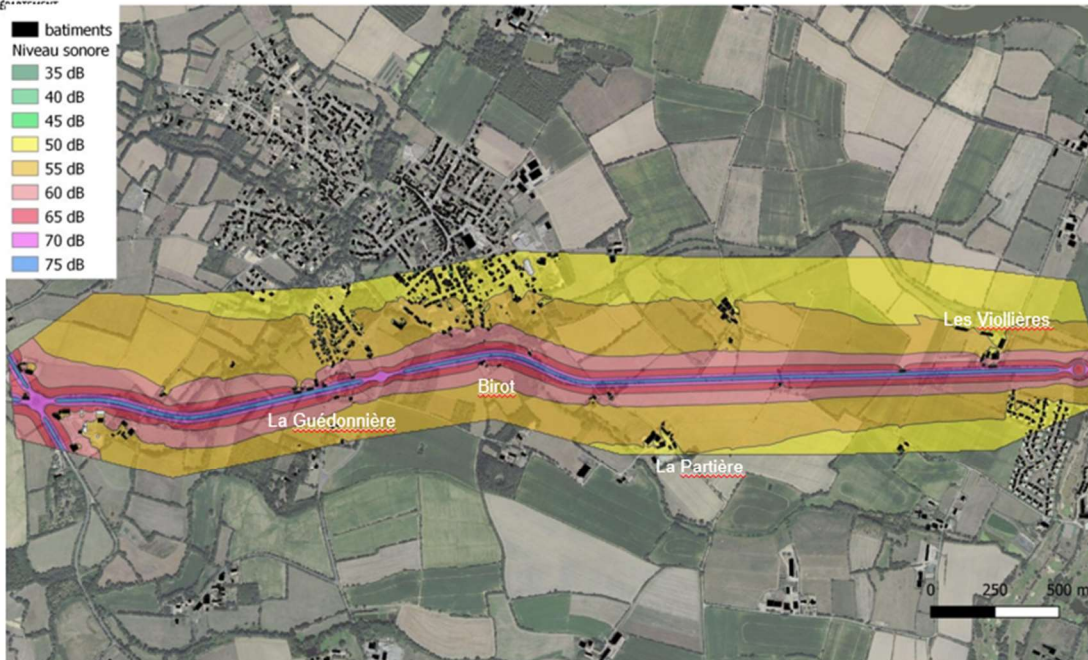 DÉPARTEMENT
batiments
Niveau sonore
35 dB
40 dB
45 dB
50 dB
55 dB
60 dB
65 dB
70 dB
75 dB
Les Viollières
Birot
La Guédonnière
La Partière
0 250 500 m